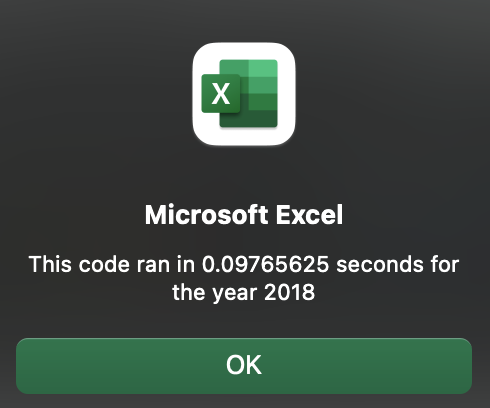 X
Microsoft Excel
This code ran in 0.09765625 seconds for
the year 2018
OK